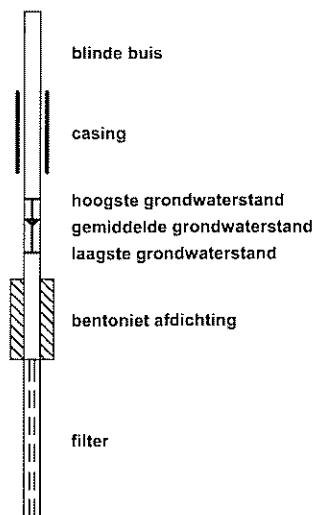 blinde buis
casing
hoogste grondwaterstand
gemiddelde grondwaterstand
laagste grondwaterstand
bentoniet afdichting
filter